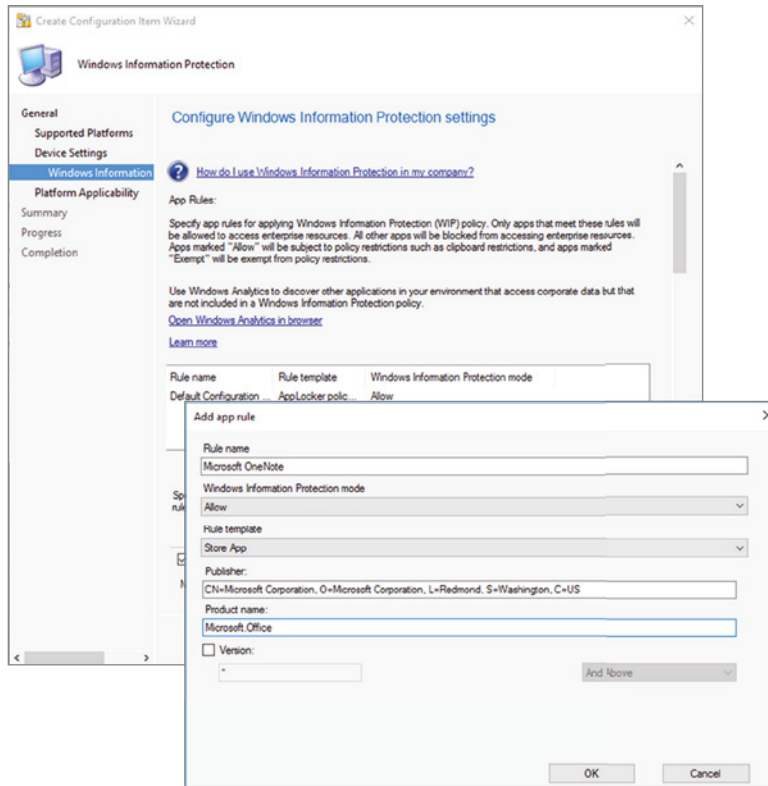 Create Configuration Item Wizard
Windows Information Protection
General
Supported Platforms
Device Settings
Windows Information
Platform Applicability
Summary
Progress
Completion
Configure Windows Information Protection settings
How do I use Windows Information Protection in my company?
App Rules:
Specify app rules for applying Windows Information Protection (WIP) policy. Only apps that meet these rules will
be allowed to access enterprise resources. All other apps will be blocked from accessing enterprise resources.
Apps marked "Allow" will be subject to policy restrictions such as clipboard restrictions, and apps marked
"Exempt" will be exempt from policy restrictions.
Use Windows Analytics to discover other applications in your environment that access corporate data but that
are not included in a Windows Information Protection policy.
Open Windows Analytics in browser
Learn more
Rule name Rule template Windows Information Protection mode
Default Configuration ... AppLocker polic... Allow
Add app rule
Rule name
Microsoft OneNote
Windows Information Protection mode
Allow
Rule template
Store App
Publisher:
CN=Microsoft Corporation, O=Microsoft Corporation, L=Redmond, S=Washington, C=US
Product name:
Microsoft.Office
Version:
*
And Above
OK Cancel